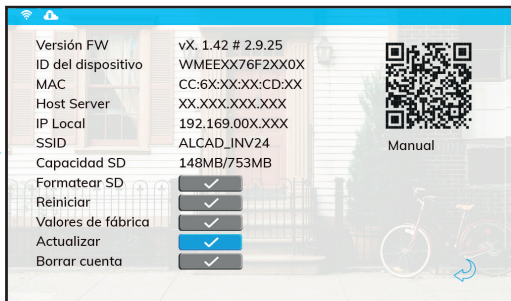 Versión FW vX. 1.42 # 2.9.25
ID del dispositivo WMEEXX76F2XX0X
MAC CC:6X:XX:XX:CD:XX
Host Server XX.XXX.XXX.XXX
IP Local 192.169.00X.XXX
SSID ALCAD_INV24
Capacidad SD 148MB/753MB
Formatear SD
Reiniciar
Valores de fábrica
Actualizar
Borrar cuenta
Manual